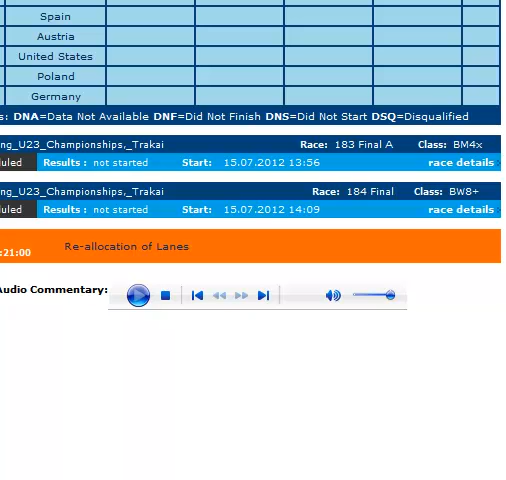 Spain
Austria
United States
Poland
Germany
s: DNA=Data Not Available DNF=Did Not Finish DNS=Did Not Start DSQ=Disqualified
ng_U23_Championships,_Trakai Race: 183 Final A Class: BM4x
uled Results : not started Start: 15.07.2012 13:56 race details
ng_U23_Championships,_Trakai Race: 184 Final Class: BW8+
uled Results : not started Start: 15.07.2012 14:09 race details
:21:00 Re-allocation of Lanes
Audio Commentary: